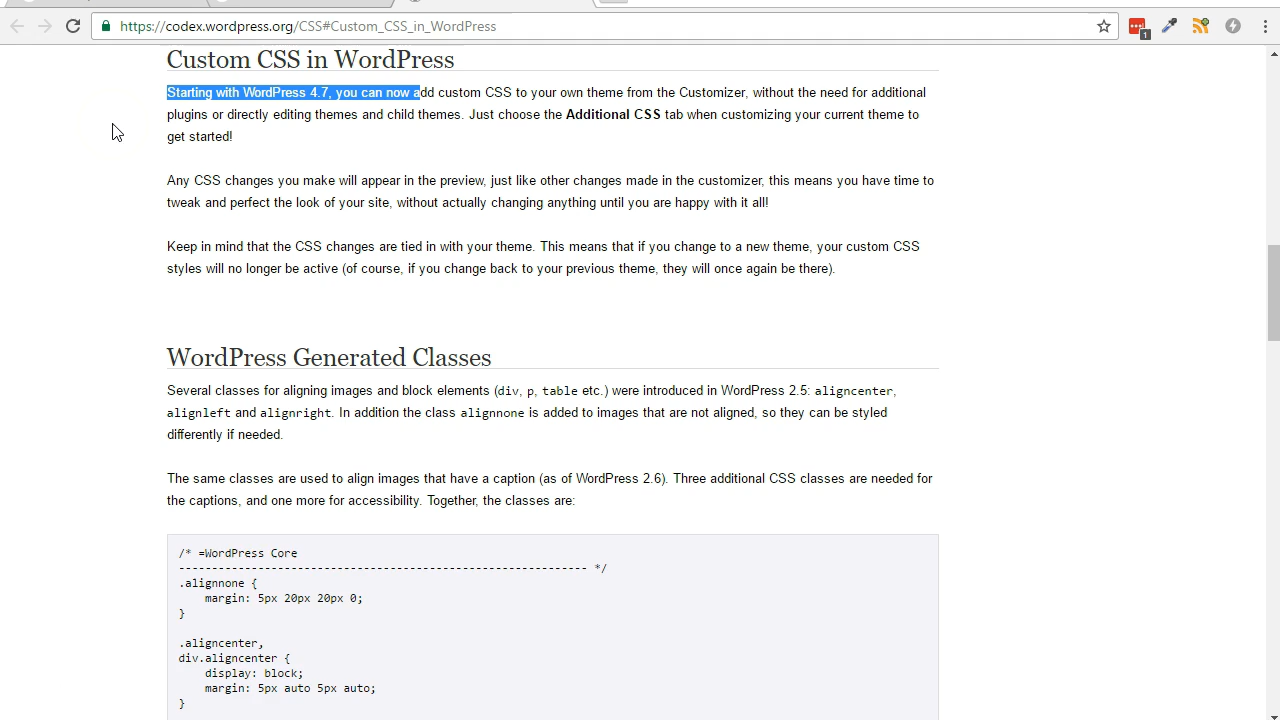 https://codex.wordpress.org/CSS#Custom_CSS_in_WordPress
1
Custom CSS in WordPress
Starting with WordPress 4.7, you can now add custom CSS to your own theme from the Customizer, without the need for additional
plugins or directly editing themes and child themes. Just choose the Additional CSS tab when customizing your current theme to
get started!
Any CSS changes you make will appear in the preview, just like other changes made in the customizer, this means you have time to
tweak and perfect the look of your site, without actually changing anything until you are happy with it all!
Keep in mind that the CSS changes are tied in with your theme. This means that if you change to a new theme, your custom CSS
styles will no longer be active (of course, if you change back to your previous theme, they will once again be there).
WordPress Generated Classes
Several classes for aligning images and block elements (div, p, table etc.) were introduced in WordPress 2.5: aligncenter,
alignleft and alignright. In addition the class alignnone is added to images that are not aligned, so they can be styled
differently if needed.
The same classes are used to align images that have a caption (as of WordPress 2.6). Three additional CSS classes are needed for
the captions, and one more for accessibility. Together, the classes are:
/* =WordPress Core
-------------------------------------------------------------- */
.alignnone {
margin: 5px 20px 20px 0;
}
.aligncenter,
div.aligncenter {
display: block;
margin: 5px auto 5px auto;
}